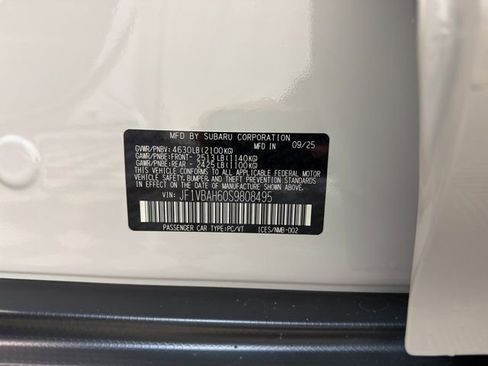 MFD BY SUBARU CORPORATION
GVWR/PNBV: 4630LB(2100KG) MFD IN 09/25
GAWR/PNBE:FRONT- 2513LB(1140KG)
GAWR/PNBE:REAR - 2425LB(1100KG)
THIS VEHICLE CONFORMS TO ALL APPLICABLE FEDERAL MOTOR
VEHICLE SAFETY,BUMPER,AND THEFT PREVENTION STANDARDS
IN EFFECT ON THE DATE OF MANUFACTURE SHOWN ABOVE.
VIN: JF1VBAH60S9808495
PASSENGER CAR TYPE:PC/VT ICES/NMB-002